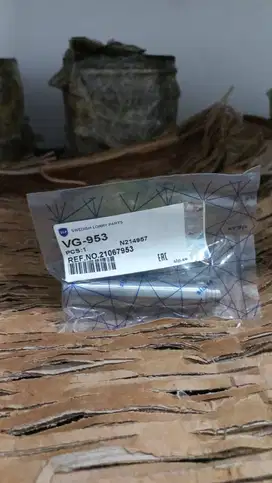 SWEDISH LORRY PARTS
VG-953
PCS:1 N214957
REF.NO.21067953
EAC